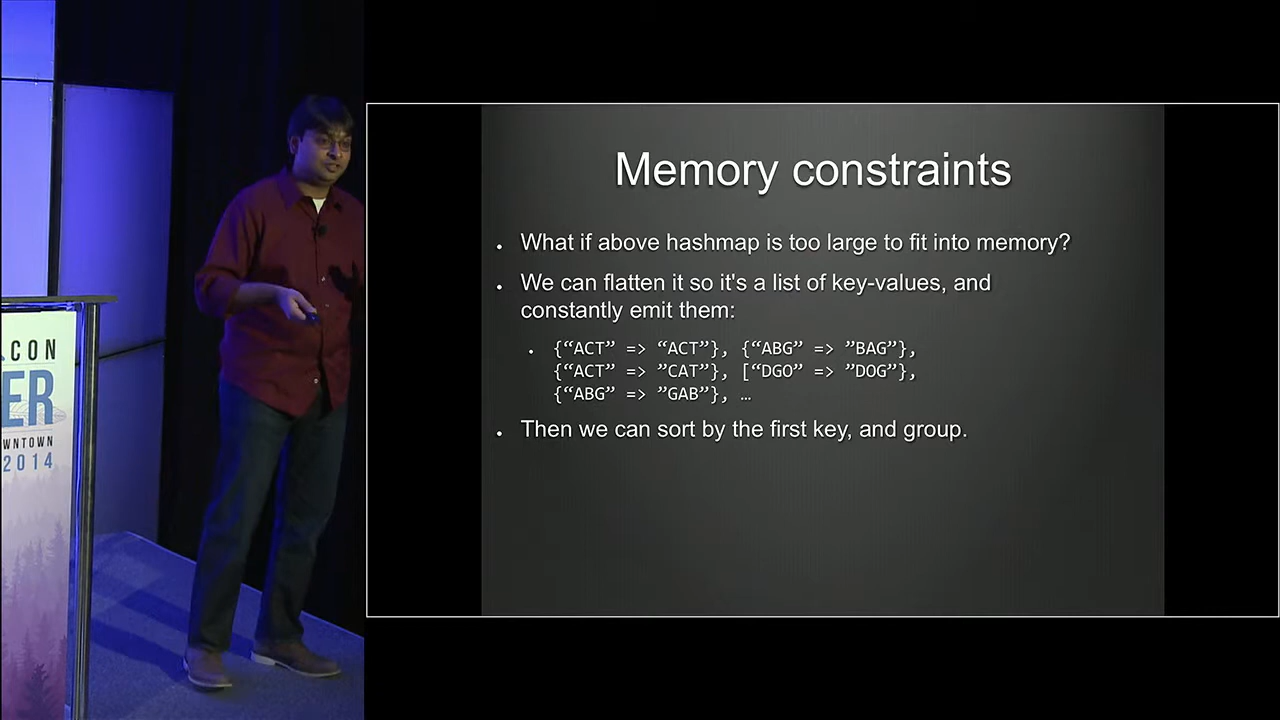 CON
ER
WNTOWN
2014
Memory constraints
• What if above hashmap is too large to fit into memory?
• We can flatten it so it's a list of key-values, and
constantly emit them:
• {“ACT” => “ACT”}, {“ABG” => ”BAG”},
{“ACT” => ”CAT”}, [“DGO” => ”DOG”},
{“ABG” => ”GAB”}, …
• Then we can sort by the first key, and group.